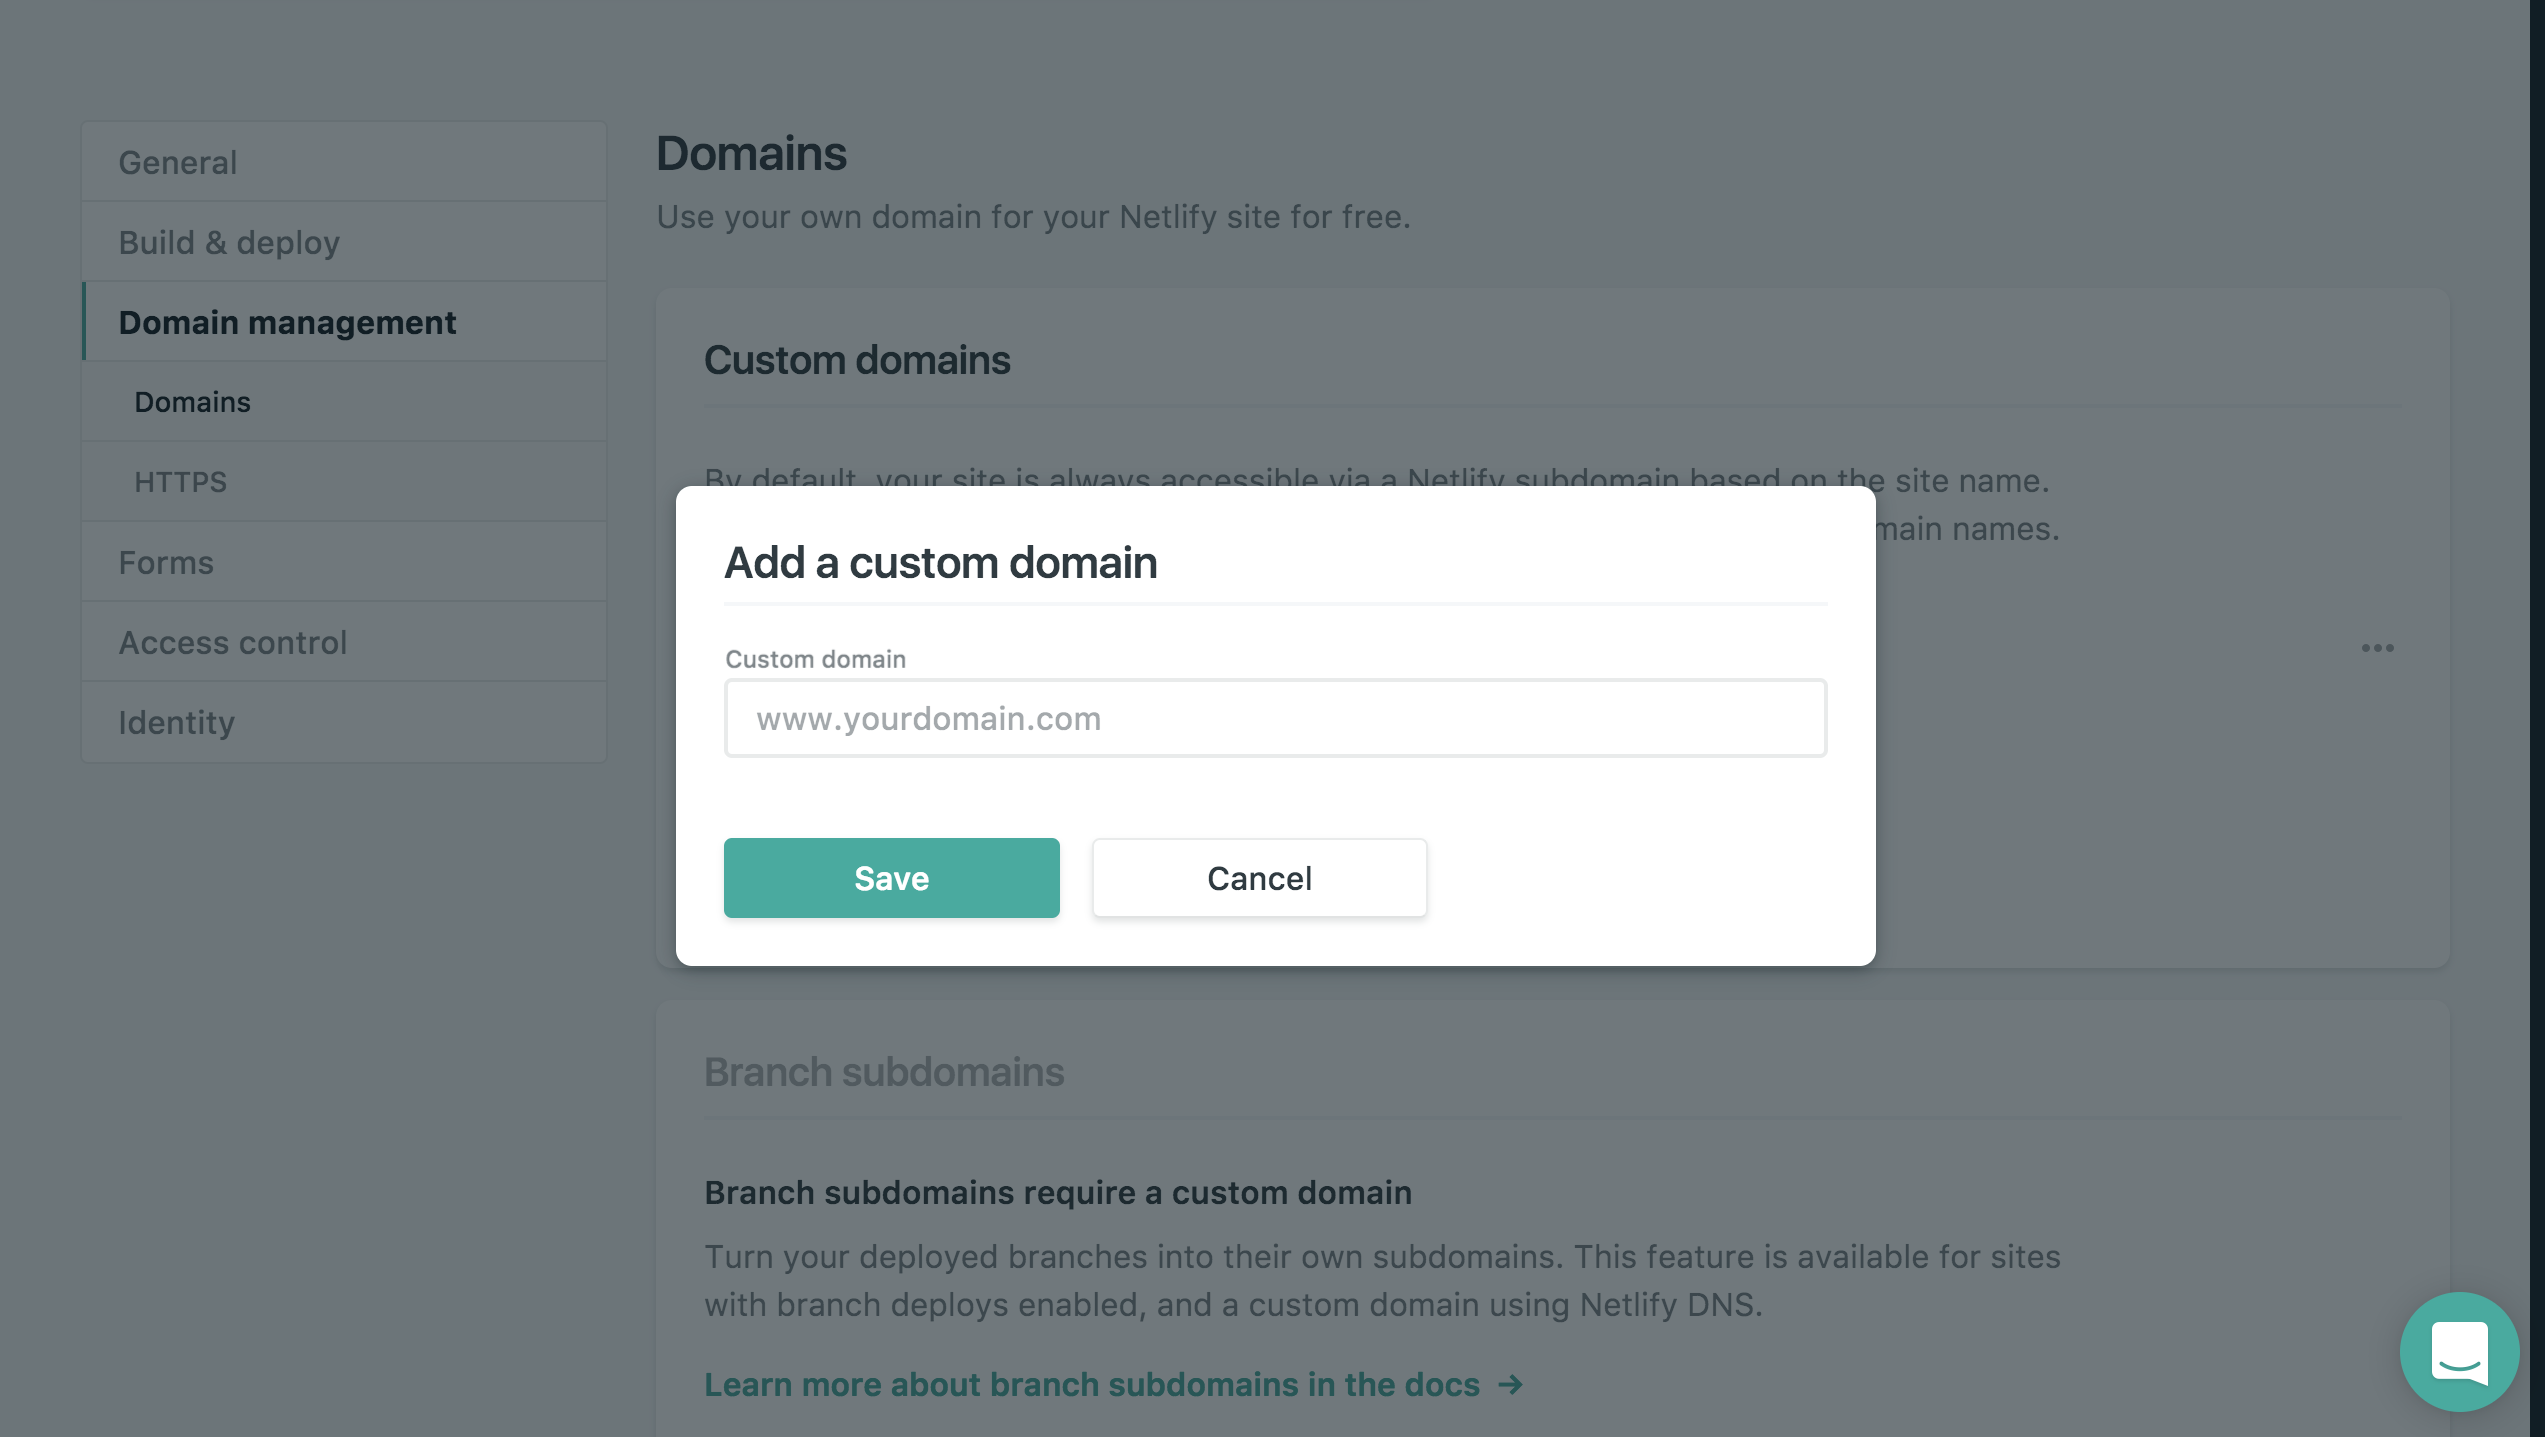 General
Build & deploy
Domain management
Domains
HTTPS
Forms
Access control
Identity
Domains
Use your own domain for your Netlify site for free.
Custom domains
By default, your site is always accessible via a Netlify subdomain based on the site name.
main names.
Add a custom domain
Custom domain
www.yourdomain.com
Save
Cancel
Branch subdomains
Branch subdomains require a custom domain
Turn your deployed branches into their own subdomains. This feature is available for sites
with branch deploys enabled, and a custom domain using Netlify DNS.
Learn more about branch subdomains in the docs →